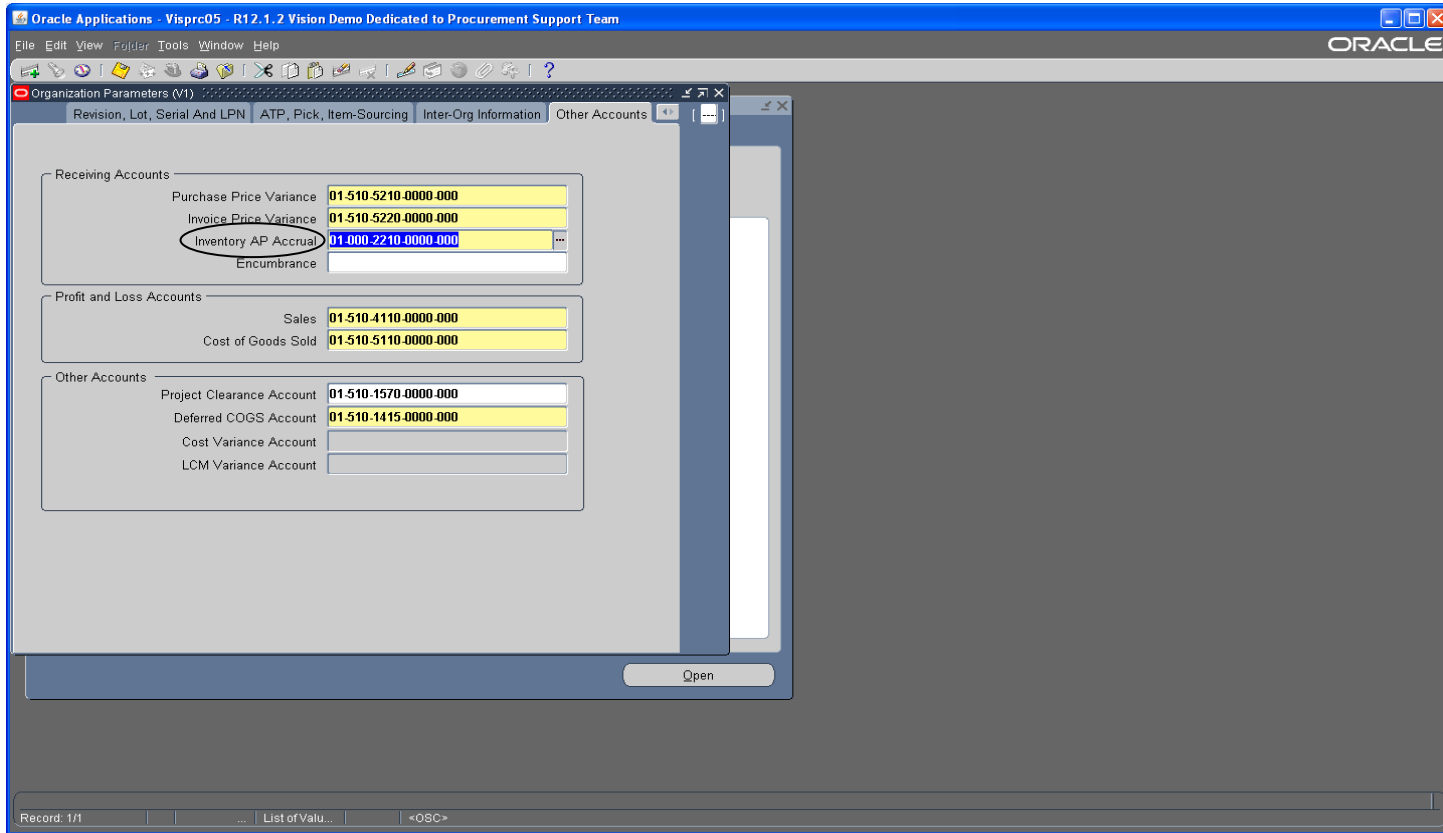 Oracle Applications - Visprc05 - R12.1.2 Vision Demo Dedicated to Procurement Support Team
File Edit View Folder Tools Window Help
ORACLE
Organization Parameters (V1)
Revision, Lot, Serial And LPN ATP, Pick, Item-Sourcing Inter-Org Information Other Accounts
Receiving Accounts
Purchase Price Variance 01-510-5210-0000-000
Invoice Price Variance 01-510-5220-0000-000
Inventory AP Accrual 01-000-2210-0000-000 ...
Encumbrance
Profit and Loss Accounts
Sales 01-510-4110-0000-000
Cost of Goods Sold 01-510-5110-0000-000
Other Accounts
Project Clearance Account 01-510-1570-0000-000
Deferred COGS Account 01-510-1415-0000-000
Cost Variance Account
LCM Variance Account
Open
Record: 1/1 ... List of Valu... <OSC>